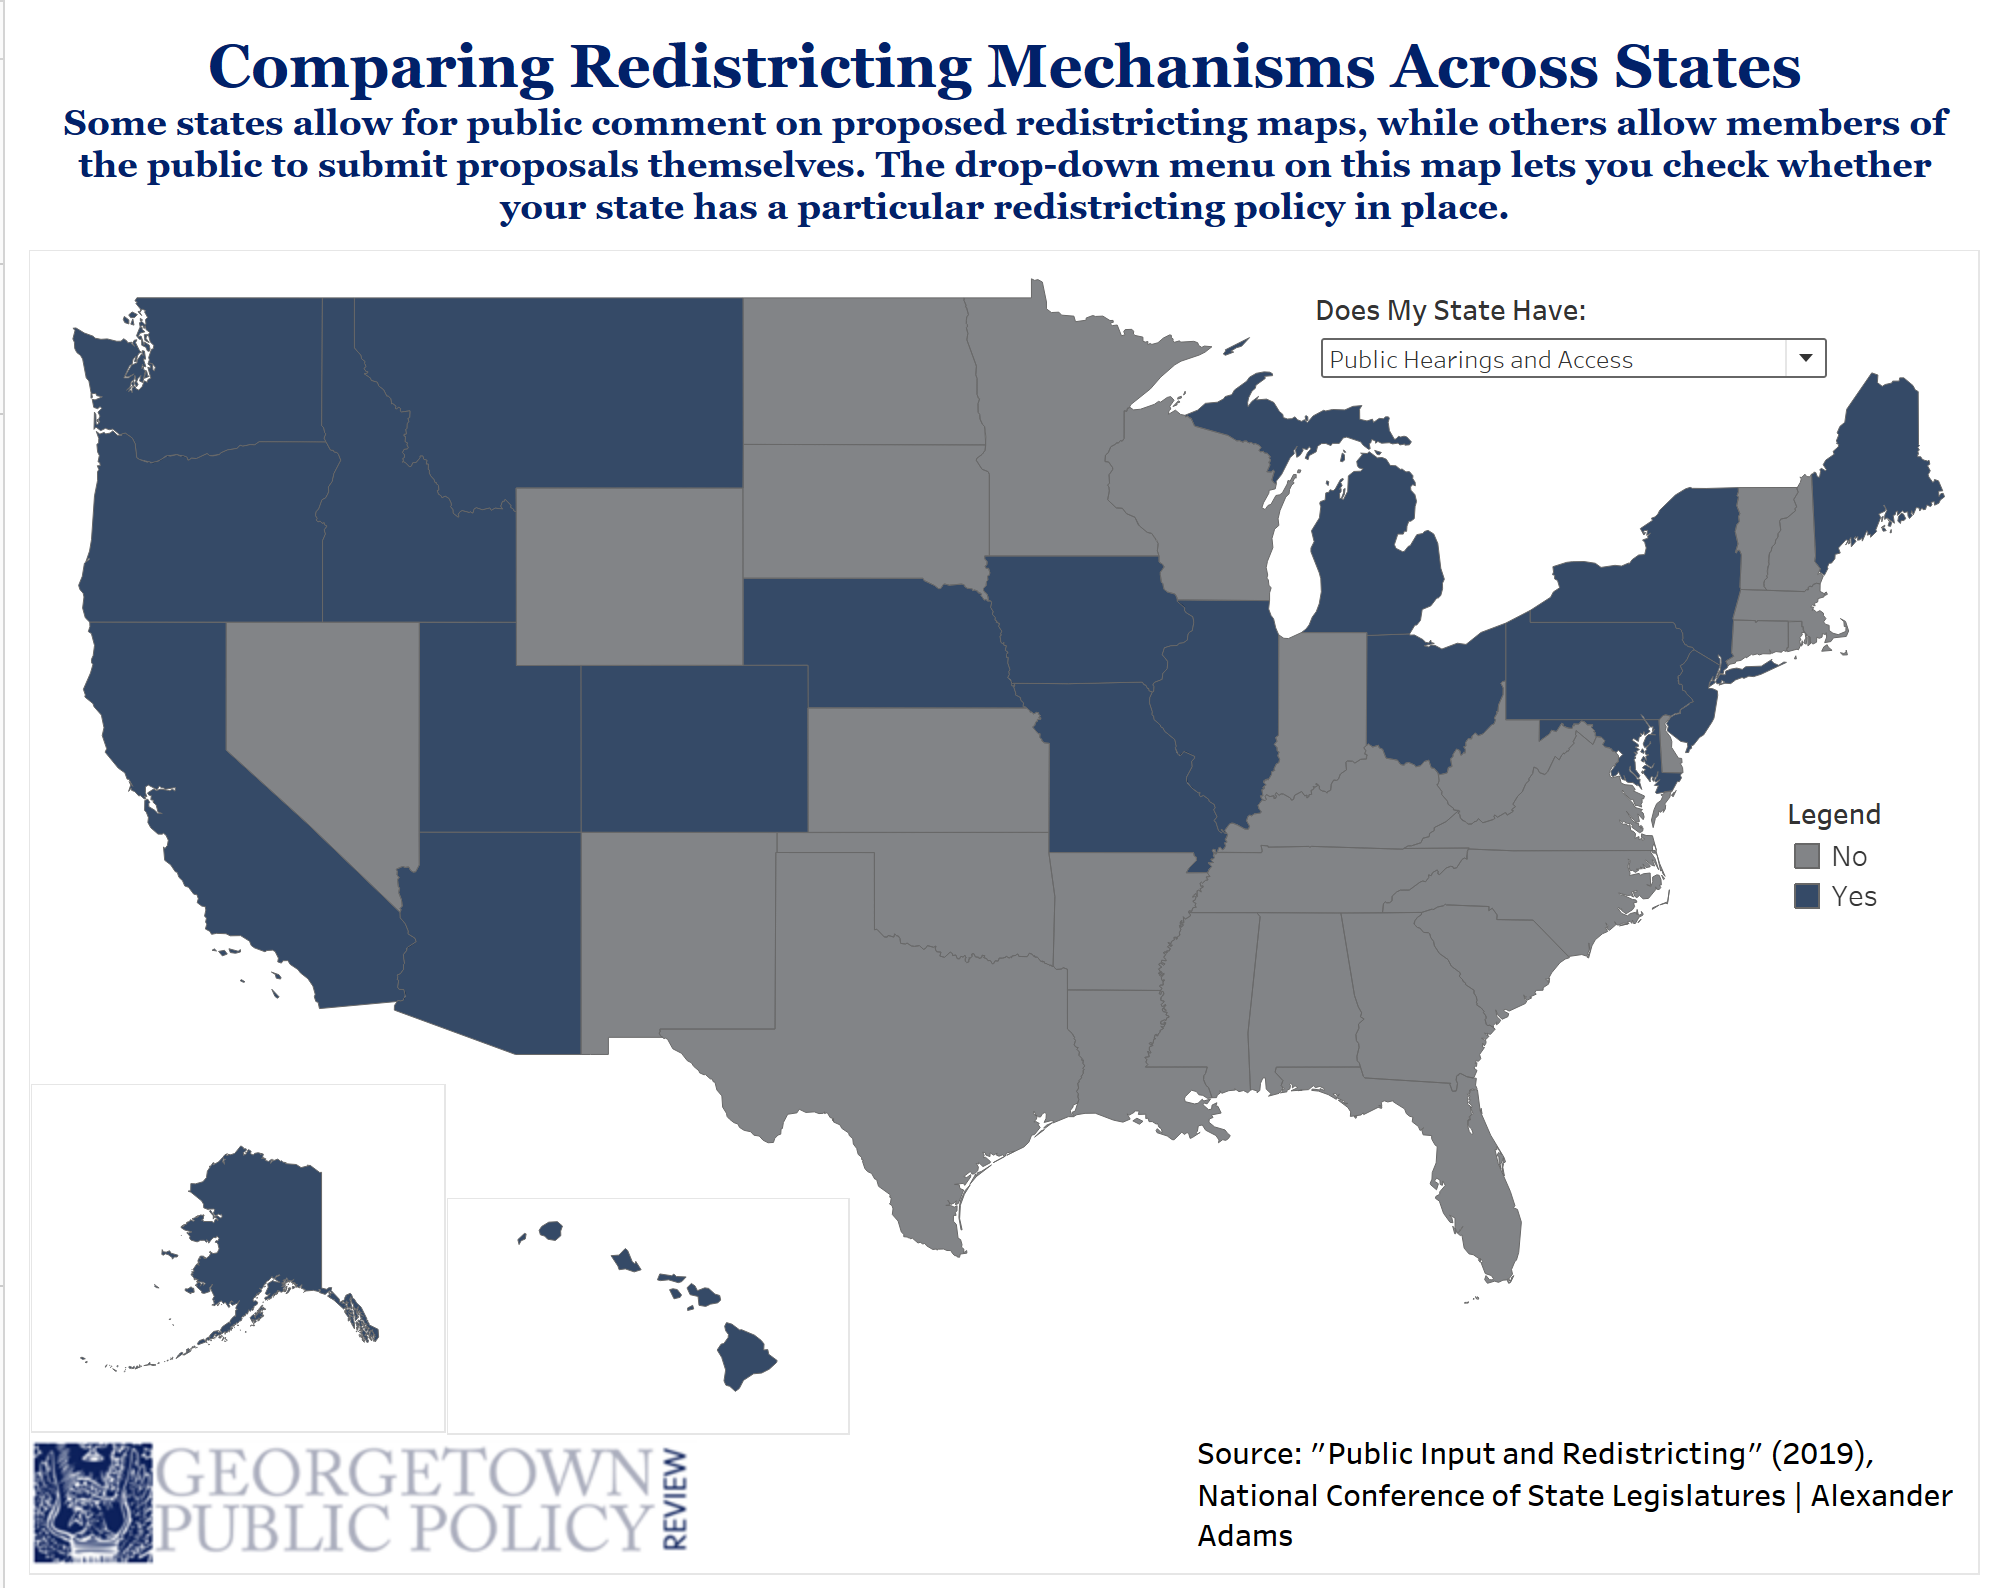 Comparing Redistricting Mechanisms Across States
Some states allow for public comment on proposed redistricting maps, while others allow members of
the public to submit proposals themselves. The drop-down menu on this map lets you check whether
your state has a particular redistricting policy in place.
Does My State Have:
Public Hearings and Access
Legend
No
Yes
GEORGETOWN
PUBLIC POLICY
REVIEW
Source: "Public Input and Redistricting" (2019),
National Conference of State Legislatures | Alexander
Adams